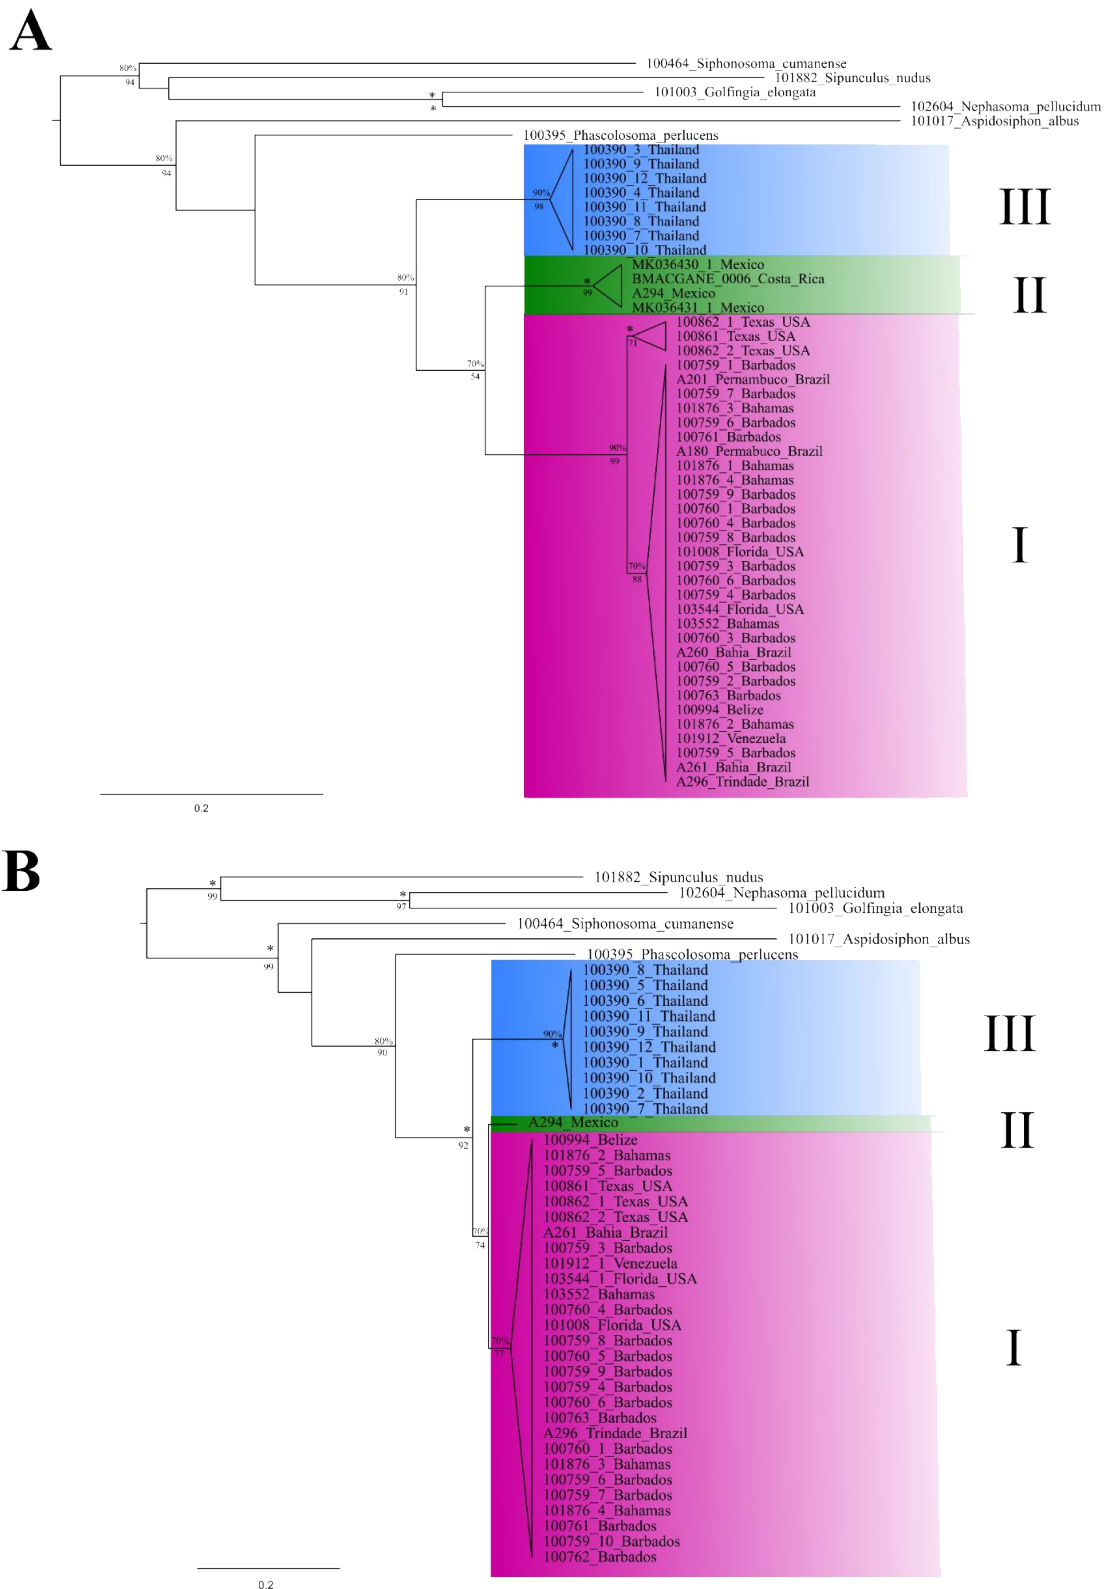 A
100464_Siphonosoma_cumanense
80%
94
101882_Sipunculus_nudus
101003_Golfingia_elongata
*
*
102604_Nephasoma_pellucidum
101017_Aspidosiphon_albus
100395_Phascolosoma_perlucens
80%
94
100390_3_Thailand
100390_9_Thailand
100390_12_Thailand
100390_4_Thailand
100390_11_Thailand
100390_8_Thailand
100390_7_Thailand
100390_10_Thailand
90%
98
III
80%
91
MK036430_1_Mexico
BMACGANE_0006_Costa_Rica
A294_Mexico
MK036431_1_Mexico
*
99
II
70%
54
100862_1_Texas_USA
100861_Texas_USA
100862_2_Texas_USA
*
71
100759_1_Barbados
A201_Pernambuco_Brazil
100759_7_Barbados
101876_3_Bahamas
100759_6_Barbados
100761_Barbados
A180_Permabuco_Brazil
90%
99
101876_1_Bahamas
101876_4_Bahamas
100759_9_Barbados
100760_1_Barbados
100760_4_Barbados
100759_8_Barbados
101008_Florida_USA
I
100759_3_Barbados
70%
88
100760_6_Barbados
100759_4_Barbados
103544_Florida_USA
103552_Bahamas
100760_3_Barbados
A260_Bahia_Brazil
100760_5_Barbados
100759_2_Barbados
100763_Barbados
100994_Belize
101876_2_Bahamas
101912_Venezuela
100759_5_Barbados
A261_Bahia_Brazil
A296_Trindade_Brazil
0.2
B
101882_Sipunculus_nudus
*
99
102604_Nephasoma_pellucidum
*
97
101003_Golfingia_elongata
100464_Siphonosoma_cumanense
101017_Aspidosiphon_albus
*
99
100395_Phascolosoma_perlucens
100390_8_Thailand
100390_5_Thailand
100390_6_Thailand
100390_11_Thailand
100390_9_Thailand
100390_12_Thailand
100390_1_Thailand
100390_10_Thailand
100390_2_Thailand
100390_7_Thailand
90%
*
III
80%
90
A294_Mexico
II
*
92
100994_Belize
101876_2_Bahamas
100759_5_Barbados
100861_Texas_USA
100862_1_Texas_USA
100862_2_Texas_USA
A261_Bahia_Brazil
70%
74
100759_3_Barbados
101912_1_Venezuela
103544_1_Florida_USA
103552_Bahamas
100760_4_Barbados
101008_Florida_USA
100759_8_Barbados
70%
77
I
100760_5_Barbados
100759_9_Barbados
100759_4_Barbados
100760_6_Barbados
100763_Barbados
A296_Trindade_Brazil
100760_1_Barbados
101876_3_Bahamas
100759_6_Barbados
100759_7_Barbados
101876_4_Bahamas
100761_Barbados
100759_10_Barbados
100762_Barbados
0.2